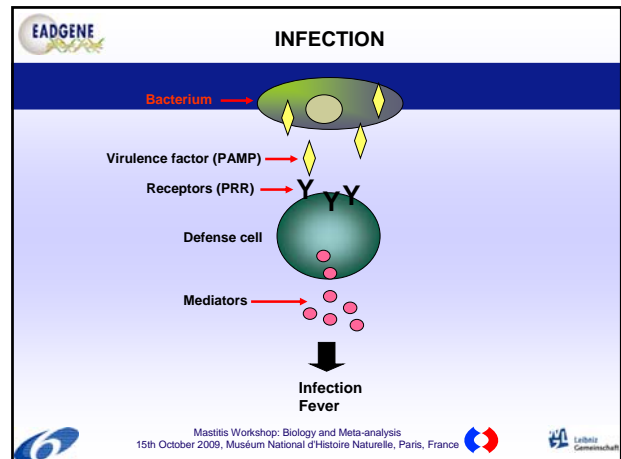 EADGENE
INFECTION
Bacterium
Virulence factor (PAMP)
Receptors (PRR)
Y Y Y
Defense cell
Mediators
Infection
Fever
Mastitis Workshop: Biology and Meta-analysis
15th October 2009, Muséum National d'Histoire Naturelle, Paris, France
6
Leibniz
Gemeinschaft